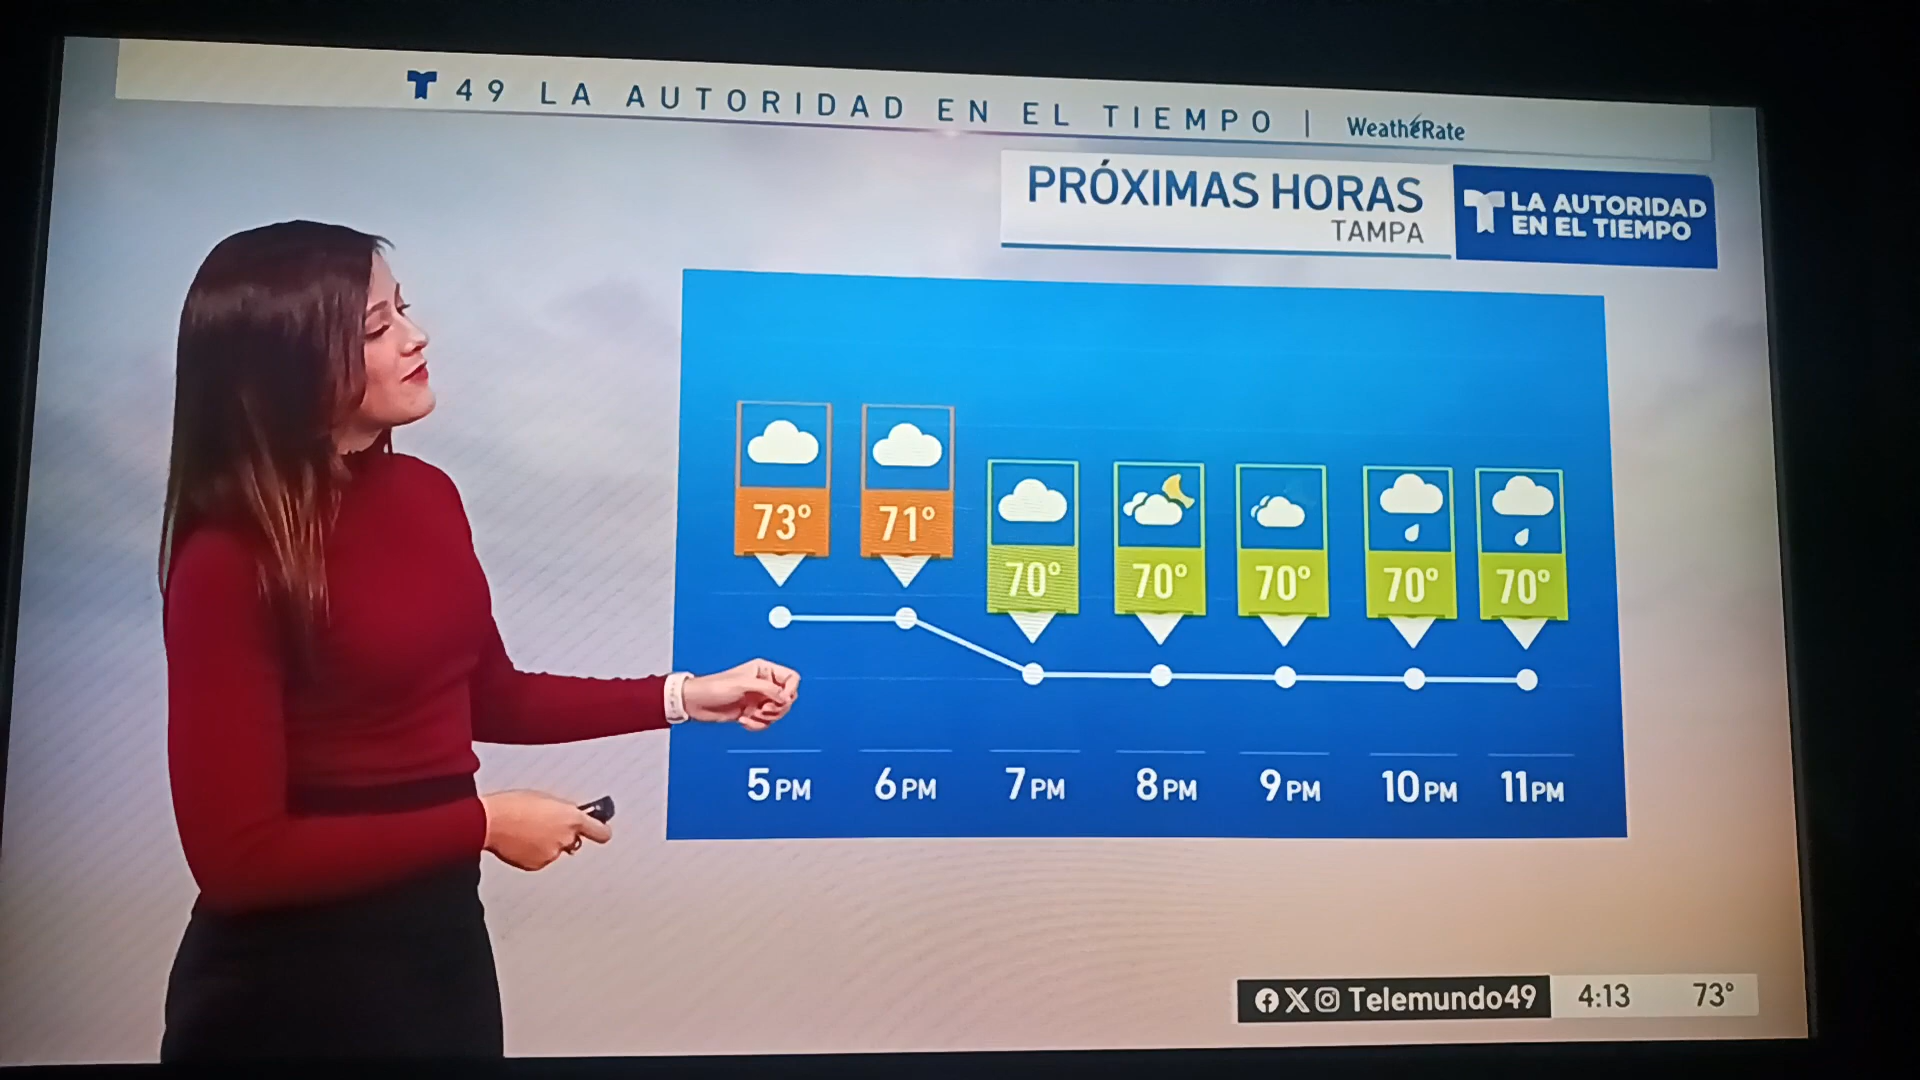 49 LA AUTORIDAD EN EL TIEMPO | WeatheRate
PRÓXIMAS HORAS
TAMPA
LA AUTORIDAD
EN EL TIEMPO
73° 71° 70° 70° 70° 70° 70°
5PM 6PM 7PM 8PM 9PM 10PM 11PM
Telemundo49 4:13 73°